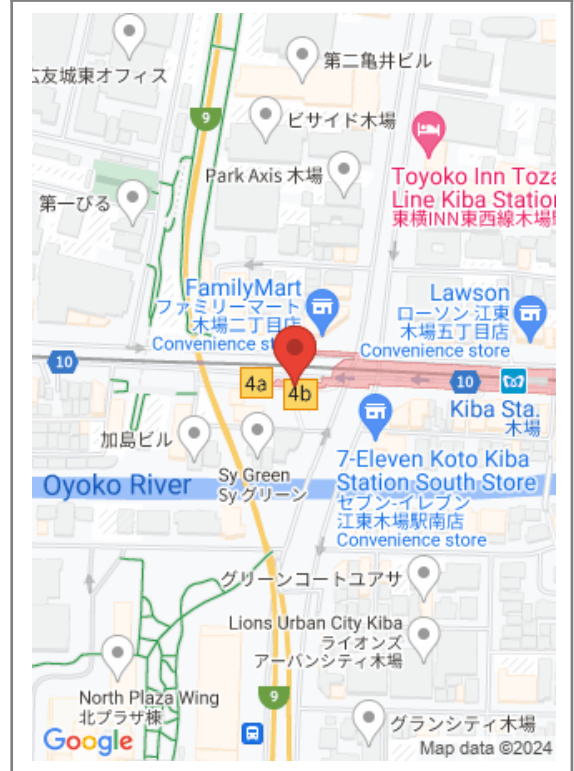 第二亀井ビル
広友城東オフィス
9
ビサイド木場
Park Axis 木場
Toyoko Inn Toza
Line Kiba Station
東横INN東西線木場駅
第一びる
FamilyMart
ファミリーマート
木場二丁目店
Convenience store
Lawson
ローソン 江東
木場五丁目店
Convenience store
10
4a
4b
10
Kiba Sta.
木場
加島ビル
Sy Green
Sy グリーン
7-Eleven Koto Kiba
Station South Store
セブン-イレブン
江東木場駅南店
Convenience store
Oyoko River
グリーンコートユアサ
Lions Urban City Kiba
ライオンズ
アーバンシティ木場
North Plaza Wing
北プラザ棟
9
グランシティ木場
Google
Map data ©2024